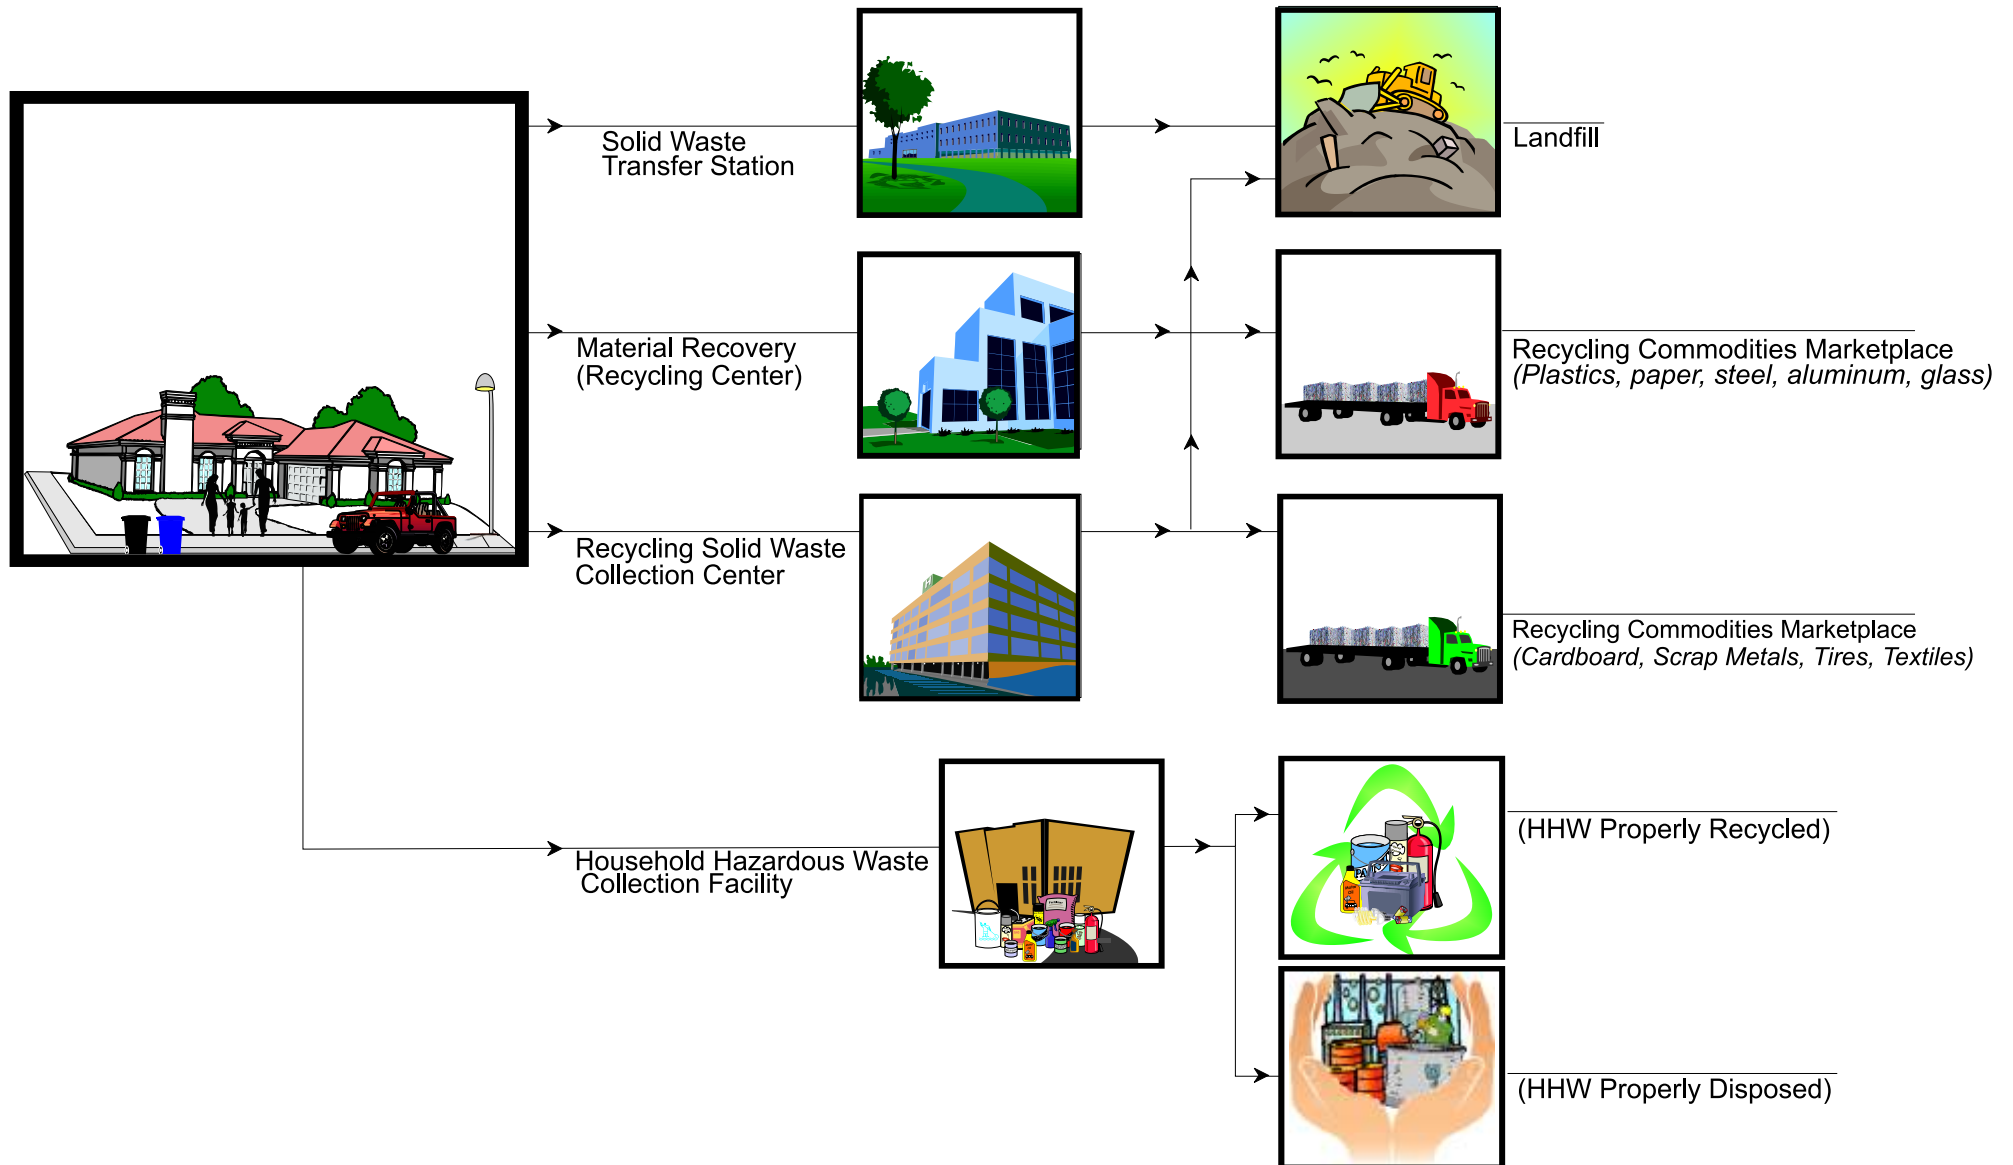 Solid Waste
Transfer Station
Landfill
Material Recovery
(Recycling Center)
Recycling Commodities Marketplace
(Plastics, paper, steel, aluminum, glass)
Recycling Solid Waste
Collection Center
Recycling Commodities Marketplace
(Cardboard, Scrap Metals, Tires, Textiles)
Household Hazardous Waste
Collection Facility
(HHW Properly Recycled)
(HHW Properly Disposed)